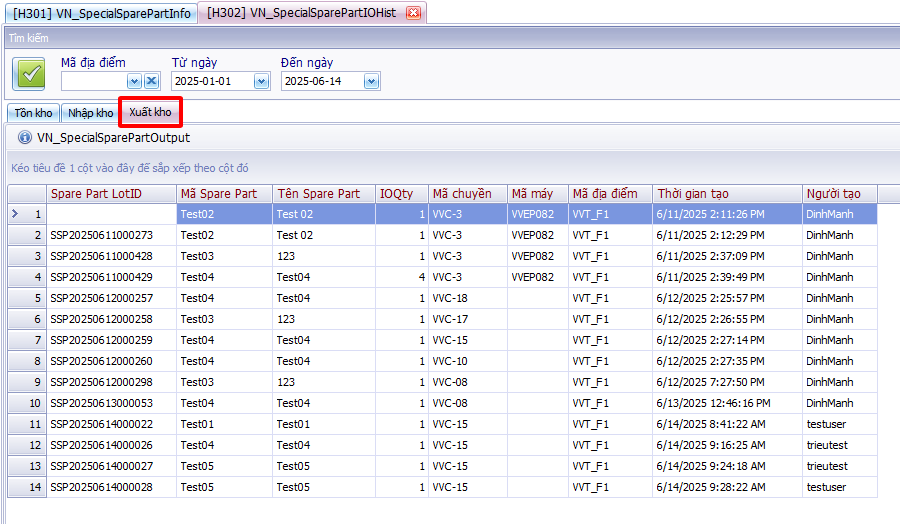 [H301] VN_SpecialSparePartInfo [H302] VN_SpecialSparePartIOHist
Tìm kiếm
Mã địa điểm Từ ngày Đến ngày
2025-01-01 2025-06-14
Tồn kho Nhập kho Xuất kho
VN_SpecialSparePartOutput
Kéo tiêu đề 1 cột vào đây để sắp xếp theo cột đó
Spare Part LotID Mã Spare Part Tên Spare Part IOQty Mã chuyền Mã máy Mã địa điểm Thời gian tạo Người tạo
1 Test02 Test 02 1 VVC-3 VVEP082 VVT_F1 6/11/2025 2:11:26 PM DinhManh
2 SSP20250611000273 Test02 Test 02 1 VVC-3 VVEP082 VVT_F1 6/11/2025 2:12:29 PM DinhManh
3 SSP20250611000428 Test03 123 1 VVC-3 VVEP082 VVT_F1 6/11/2025 2:37:09 PM DinhManh
4 SSP20250611000429 Test04 Test04 4 VVC-3 VVEP082 VVT_F1 6/11/2025 2:39:49 PM DinhManh
5 SSP20250612000257 Test04 Test04 1 VVC-18 VVT_F1 6/12/2025 2:25:57 PM DinhManh
6 SSP20250612000258 Test03 123 1 VVC-17 VVT_F1 6/12/2025 2:26:55 PM DinhManh
7 SSP20250612000259 Test04 Test04 1 VVC-15 VVT_F1 6/12/2025 2:27:14 PM DinhManh
8 SSP20250612000260 Test04 Test04 1 VVC-10 VVT_F1 6/12/2025 2:27:35 PM DinhManh
9 SSP20250612000298 Test03 123 1 VVC-08 VVT_F1 6/12/2025 7:27:50 PM DinhManh
10 SSP20250613000053 Test04 Test04 1 VVC-08 VVT_F1 6/13/2025 12:46:16 PM DinhManh
11 SSP20250614000022 Test01 Test01 1 VVC-15 VVT_F1 6/14/2025 8:41:22 AM testuser
12 SSP20250614000026 Test04 Test04 1 VVC-15 VVT_F1 6/14/2025 9:16:25 AM trieutest
13 SSP20250614000027 Test05 Test05 1 VVC-15 VVT_F1 6/14/2025 9:24:18 AM trieutest
14 SSP20250614000028 Test05 Test05 1 VVC-15 VVT_F1 6/14/2025 9:28:22 AM testuser